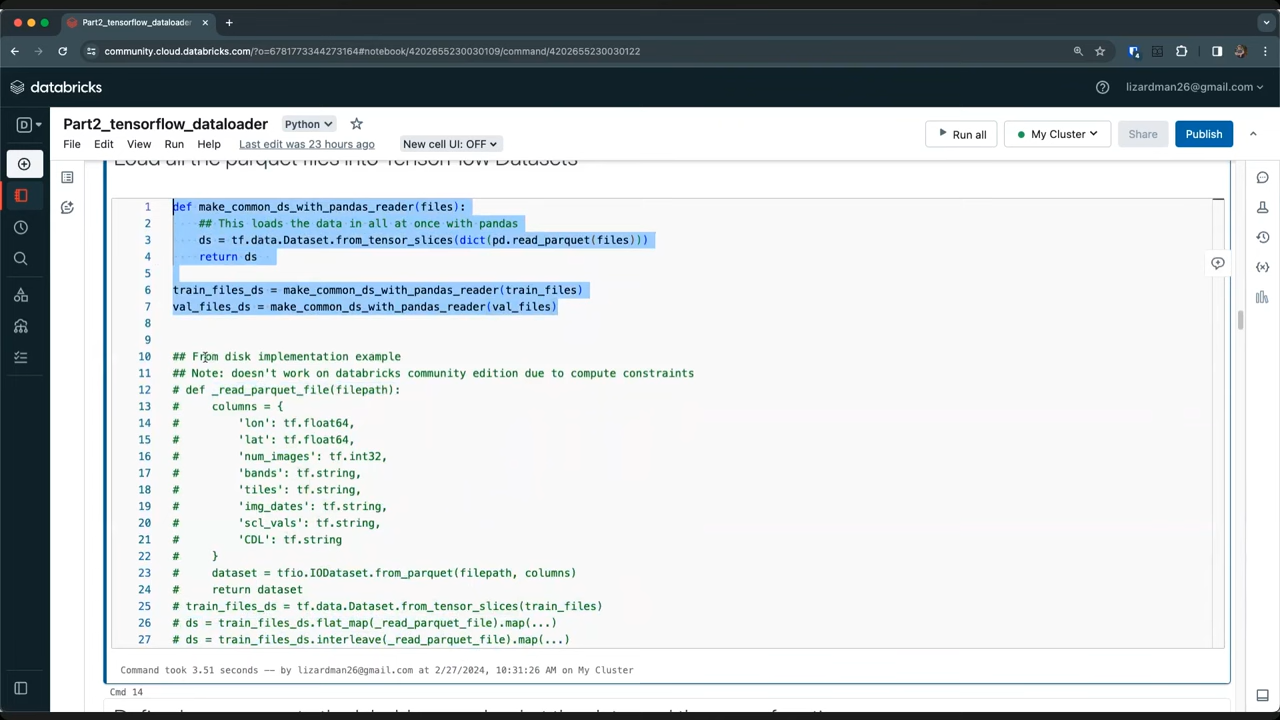 Part2_tensorflow_dataloader
community.cloud.databricks.com/?o=6781773344273164#notebook/4202655230030109/command/4202655230030122
databricks
lizardman26@gmail.com
D
Part2_tensorflow_dataloader
Python
File Edit View Run Help Last edit was 23 hours ago New cell UI: OFF
Run all My Cluster Share Publish
Load all the parquet files into TensorFlow Datasets
1 def make_common_ds_with_pandas_reader(files):
2 ## This loads the data in all at once with pandas
3 ds = tf.data.Dataset.from_tensor_slices(dict(pd.read_parquet(files)))
4 return ds
5
6 train_files_ds = make_common_ds_with_pandas_reader(train_files)
7 val_files_ds = make_common_ds_with_pandas_reader(val_files)
8
9
10 ## From disk implementation example
11 ## Note: doesn't work on databricks community edition due to compute constraints
12 # def _read_parquet_file(filepath):
13 # columns = {
14 # 'lon': tf.float64,
15 # 'lat': tf.float64,
16 # 'num_images': tf.int32,
17 # 'bands': tf.string,
18 # 'tiles': tf.string,
19 # 'img_dates': tf.string,
20 # 'scl_vals': tf.string,
21 # 'CDL': tf.string
22 # }
23 # dataset = tfio.IODataset.from_parquet(filepath, columns)
24 # return dataset
25 # train_files_ds = tf.data.Dataset.from_tensor_slices(train_files)
26 # ds = train_files_ds.flat_map(_read_parquet_file).map(...)
27 # ds = train_files_ds.interleave(_read_parquet_file).map(...)
Command took 3.51 seconds -- by lizardman26@gmail.com at 2/27/2024, 10:31:26 AM on My Cluster
Cmd 14